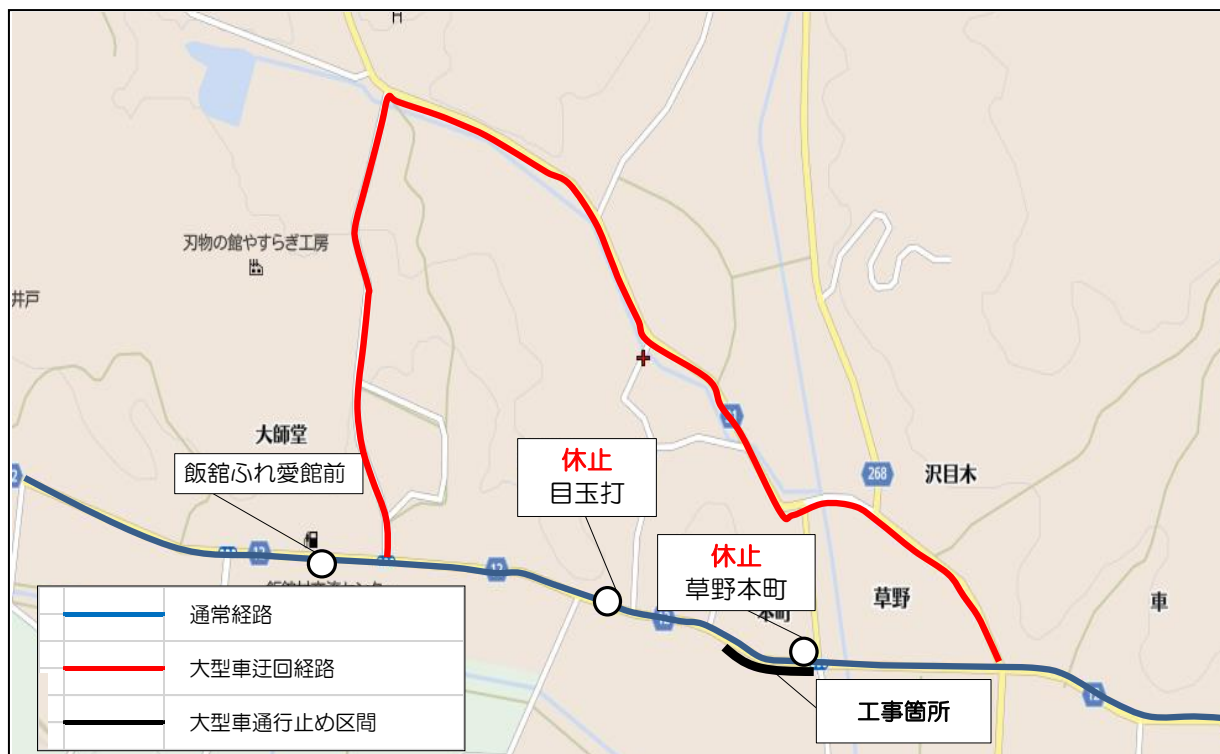 刃物の館やすらぎ工房
井戸
大師堂
飯舘ふれ愛館前
休止
目玉打
休止
草野本町
268
沢目木
草野
車
本町
12
12
12
12
工事箇所
通常経路
大型車迂回経路
大型車通行止め区間